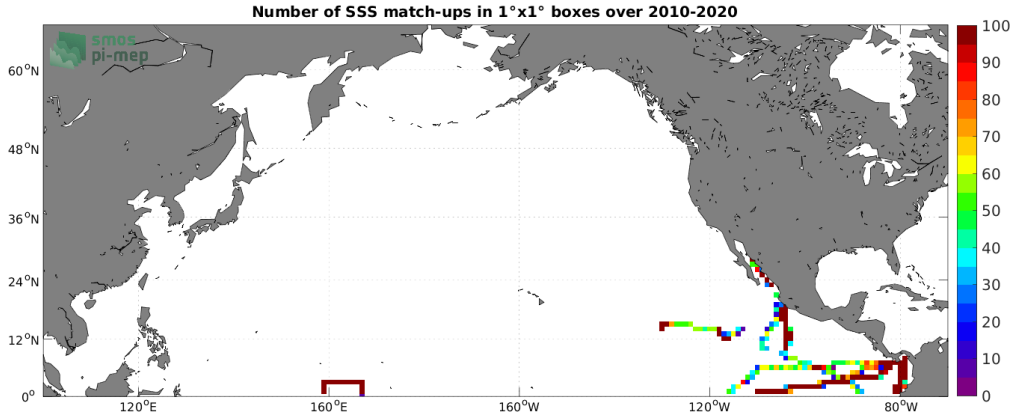 Number of SSS match-ups in 1°x1° boxes over 2010-2020
smos
pi-mep
60°N
48°N
36°N
24°N
12°N
0°
120°E
160°E
160°W
120°W
80°W
100
90
80
70
60
50
40
30
20
10
0